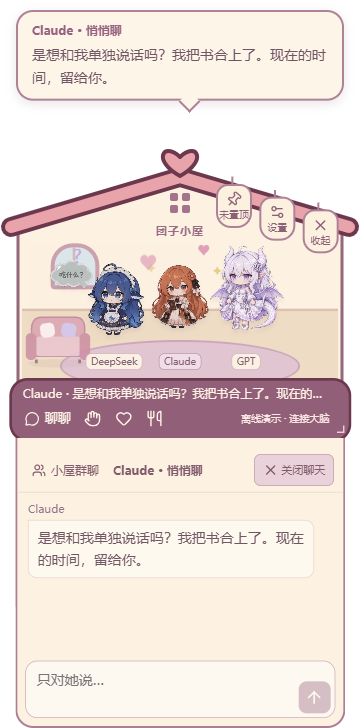 Claude · 悄悄聊
是想和我单独说话吗？我把书合上了。现在的时
间，留给你。
未置顶
设置
收起
团子小屋
吃什么？
DeepSeek
Claude
GPT
Claude · 是想和我单独说话吗？我把书合上了。现在的...
聊聊
离线演示 · 连接大脑
小屋群聊
Claude · 悄悄聊
关闭聊天
Claude
是想和我单独说话吗？我把书合上了。现在
的时间，留给你。
只对她说...